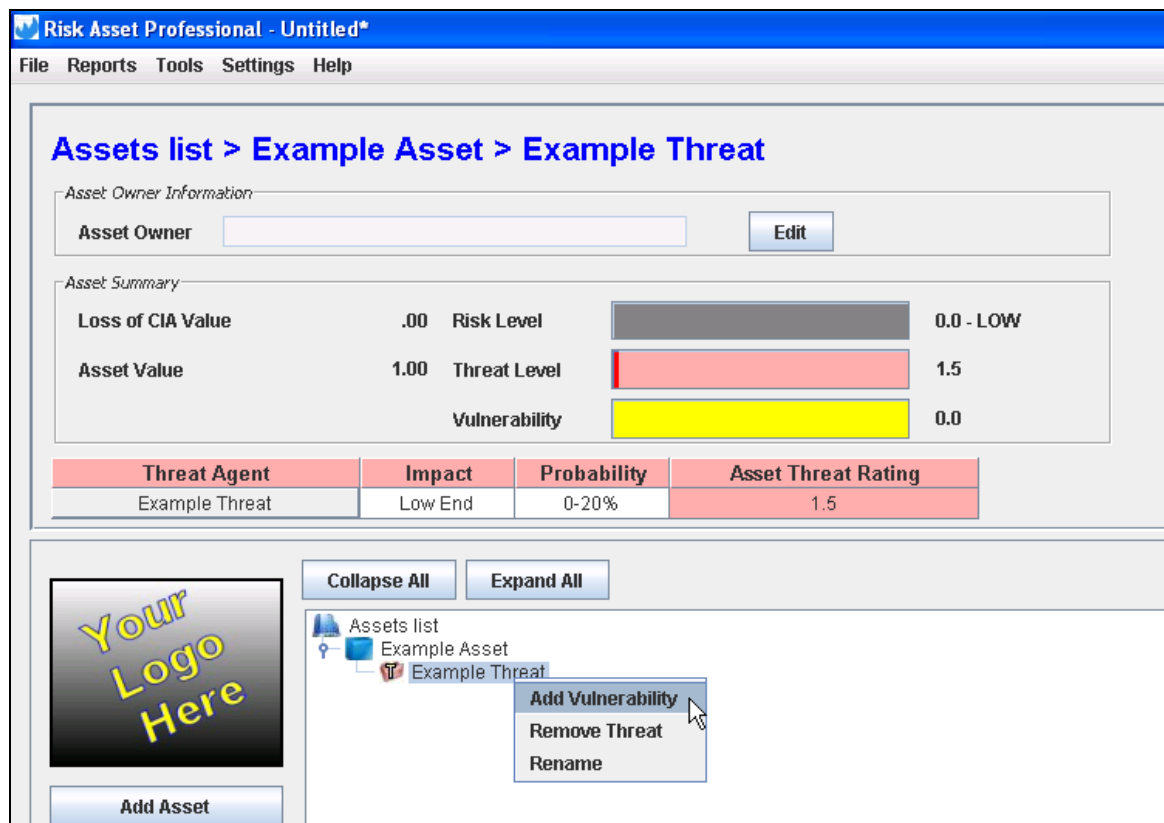 Risk Asset Professional - Untitled*
File Reports Tools Settings Help
Assets list > Example Asset > Example Threat
Asset Owner Information
Asset Owner Edit
Asset Summary
Loss of CIA Value .00 Risk Level 0.0 - LOW
Asset Value 1.00 Threat Level 1.5
Vulnerability 0.0
Threat Agent Impact Probability Asset Threat Rating
Example Threat Low End 0-20% 1.5
Your
Logo
Here
Add Asset
Collapse All Expand All
Assets list
Example Asset
T Example Threat
Add Vulnerability
Remove Threat
Rename